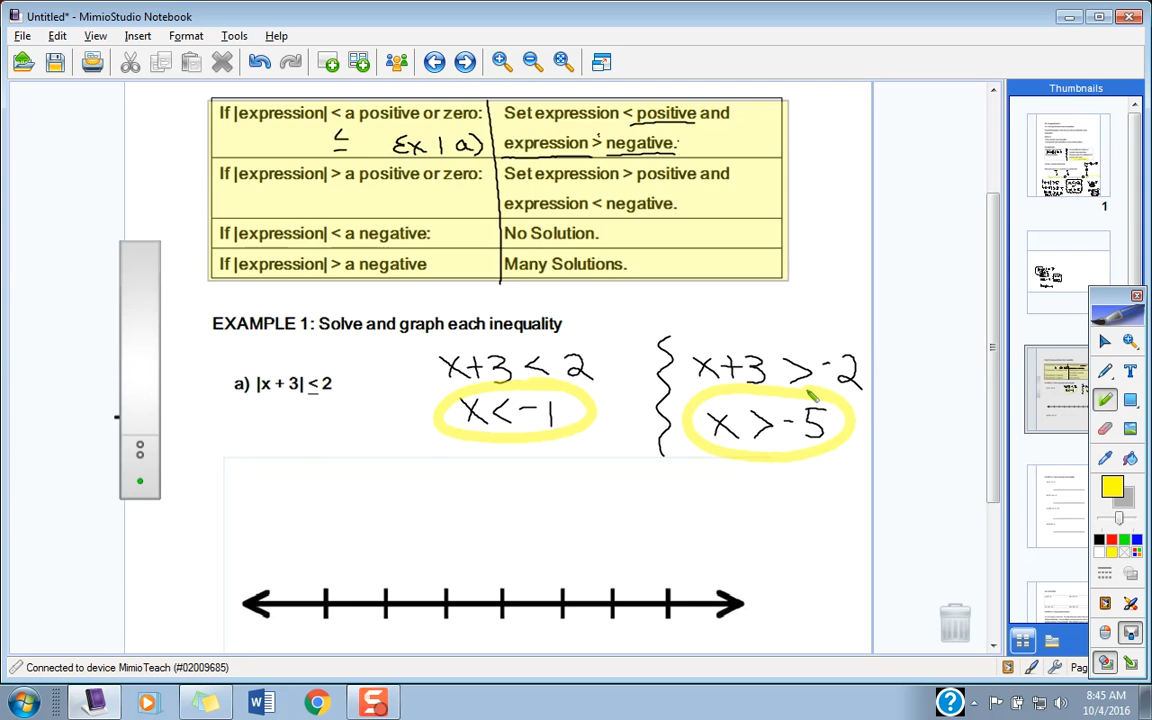 Untitled* - MimioStudio Notebook
File Edit View Insert Format Tools Help
If |expression| < a positive or zero:
Set expression < positive and
expression > negative.
≤ {x | a)
If |expression| > a positive or zero:
Set expression > positive and
expression < negative.
If |expression| < a negative:
No Solution.
If |expression| > a negative
Many Solutions.
EXAMPLE 1: Solve and graph each inequality
a) |x + 3| ≤ 2
x+3 < 2
x < -1
x+3 > -2
x > -5
Thumbnails
1
Connected to device MimioTeach (#02009685)
Pag
8:45 AM
10/4/2016